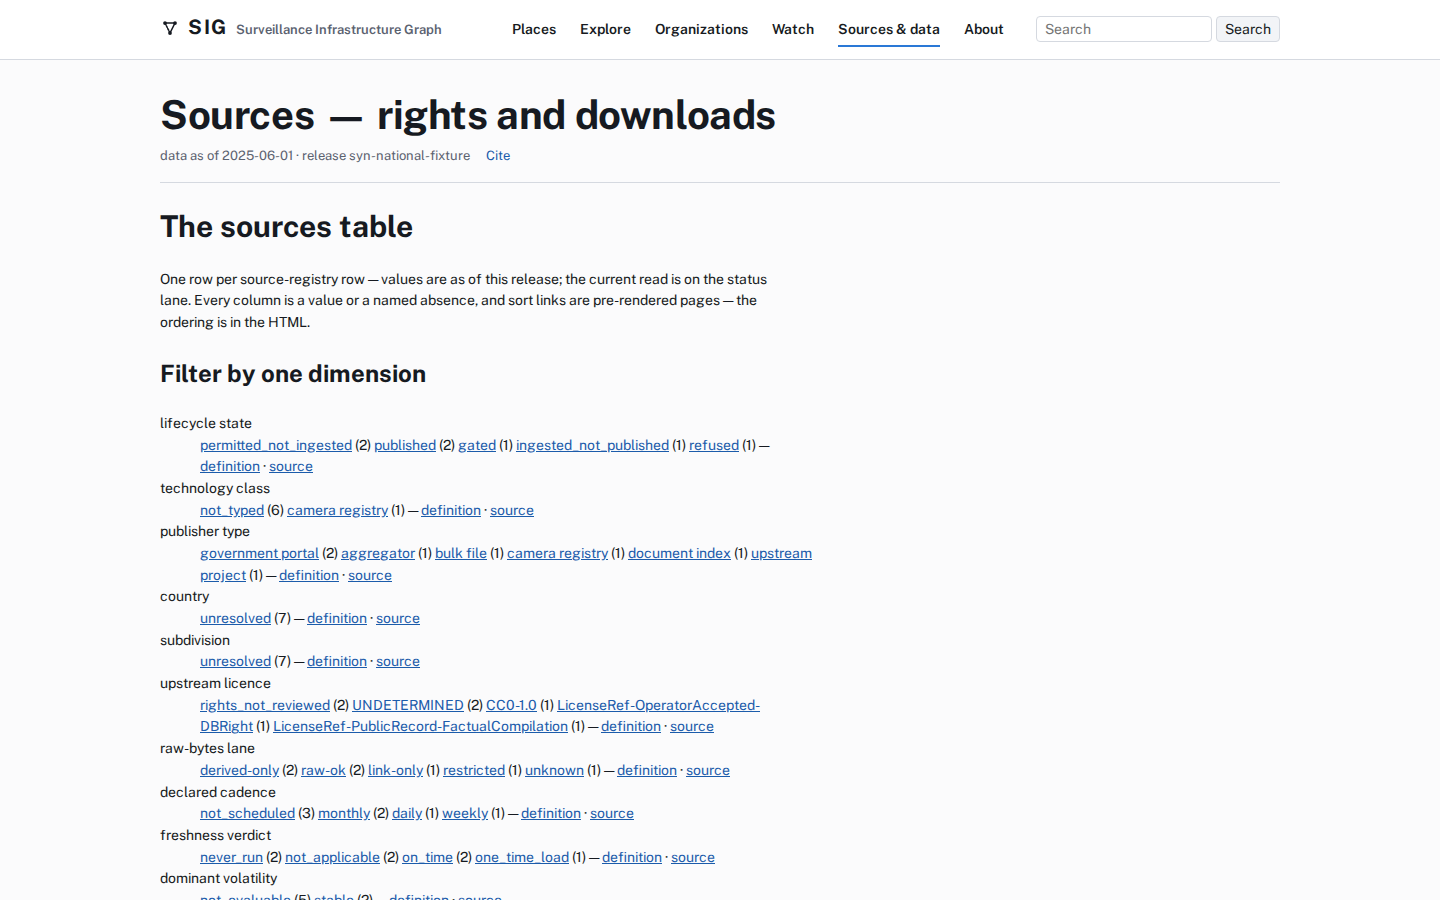 SIG Surveillance Infrastructure Graph Places Explore Organizations Watch Sources & data About Search Search
Sources — rights and downloads
data as of 2025-06-01 · release syn-national-fixture Cite
The sources table
One row per source-registry row — values are as of this release; the current read is on the status
lane. Every column is a value or a named absence, and sort links are pre-rendered pages — the
ordering is in the HTML.
Filter by one dimension
lifecycle state
permitted_not_ingested (2) published (2) gated (1) ingested_not_published (1) refused (1) —
definition · source
technology class
not_typed (6) camera registry (1) — definition · source
publisher type
government portal (2) aggregator (1) bulk file (1) camera registry (1) document index (1) upstream
project (1) — definition · source
country
unresolved (7) — definition · source
subdivision
unresolved (7) — definition · source
upstream licence
rights_not_reviewed (2) UNDETERMINED (2) CC0-1.0 (1) LicenseRef-OperatorAccepted-
DBRight (1) LicenseRef-PublicRecord-FactualCompilation (1) — definition · source
raw-bytes lane
derived-only (2) raw-ok (2) link-only (1) restricted (1) unknown (1) — definition · source
declared cadence
not_scheduled (3) monthly (2) daily (1) weekly (1) — definition · source
freshness verdict
never_run (2) not_applicable (2) on_time (2) one_time_load (1) — definition · source
dominant volatility
not_evaluable (5) stable (2) — definition · source